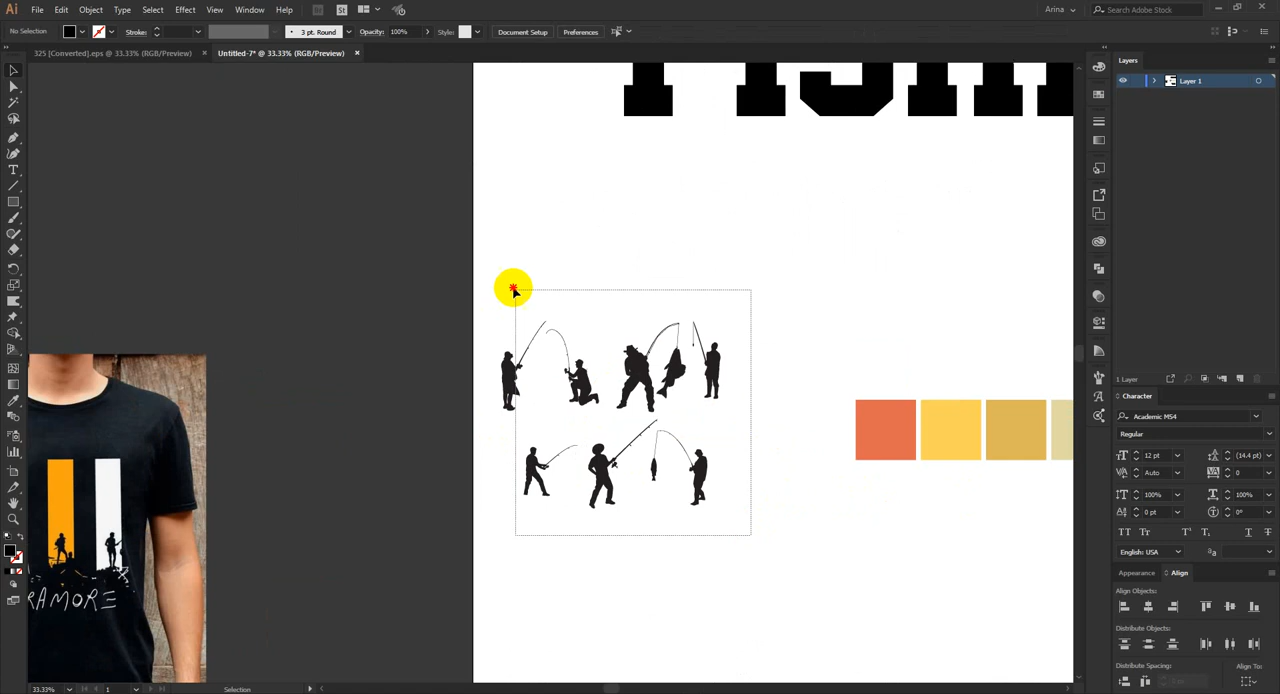 Ai File Edit Object Type Select Effect View Window Help Br St Arina Search Adobe Stock
No Selection Stroke: 3 pt. Round Opacity: 100% Style: Document Setup Preferences
325 [Converted].eps @ 33.33% (RGB/Preview) × Untitled-7* @ 33.33% (RGB/Preview) ×
Layers
Layer 1
1 Layer
Character
Academic M54
Regular
12 pt (14.4 pt)
Auto 0
100% 100%
0 pt 0°
English: USA
Appearance Align
Align Objects:
Distribute Objects:
Distribute Spacing: Align To:
RAMORE
33.33% 1 Selection